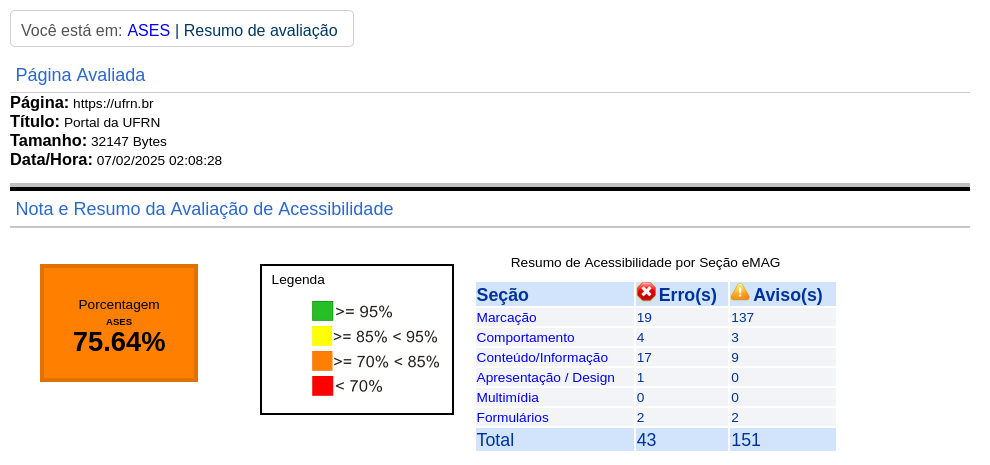 Você está em: ASES | Resumo de avaliação
Página Avaliada
Página: https://ufrn.br
Título: Portal da UFRN
Tamanho: 32147 Bytes
Data/Hora: 07/02/2025 02:08:28
Nota e Resumo da Avaliação de Acessibilidade
Porcentagem
ASES
75.64%
Legenda
>= 95%
>= 85% < 95%
>= 70% < 85%
< 70%
Resumo de Acessibilidade por Seção eMAG
Seção Erro(s) Aviso(s)
Marcação 19 137
Comportamento 4 3
Conteúdo/Informação 17 9
Apresentação / Design 1 0
Multimídia 0 0
Formulários 2 2
Total 43 151